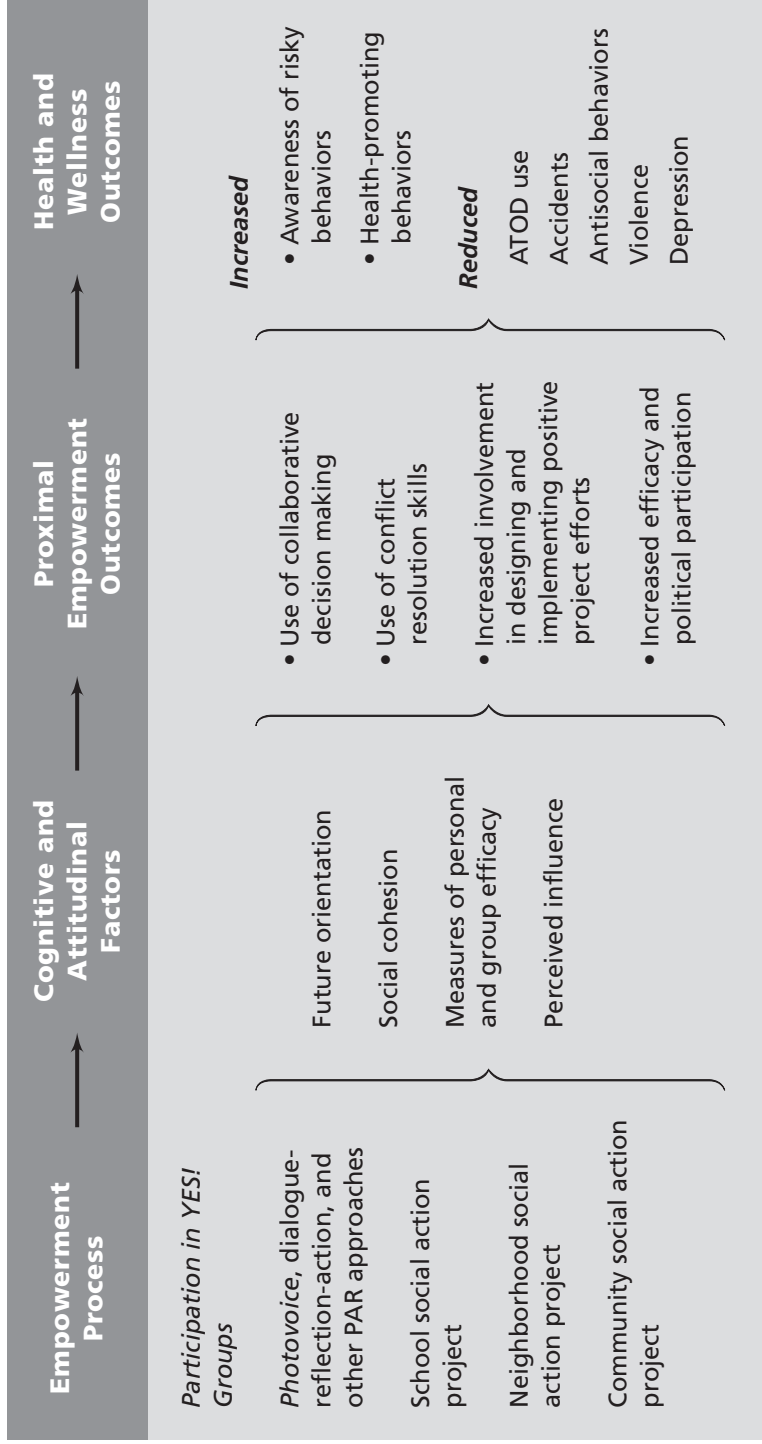 Empowerment
Process
Cognitive and
Attitudinal
Factors
Proximal
Empowerment
Outcomes
Health and
Wellness
Outcomes
Participation in YES!
Groups
Photovoice, dialogue-
reflection-action, and
other PAR approaches
School social action
project
Neighborhood social
action project
Community social action
project
Future orientation
Social cohesion
Measures of personal
and group efficacy
Perceived influence
• Use of collaborative
decision making
• Use of conflict
resolution skills
• Increased involvement
in designing and
implementing positive
project efforts
• Increased efficacy and
political participation
Increased
• Awareness of risky
behaviors
• Health-promoting
behaviors
Reduced
ATOD use
Accidents
Antisocial behaviors
Violence
Depression